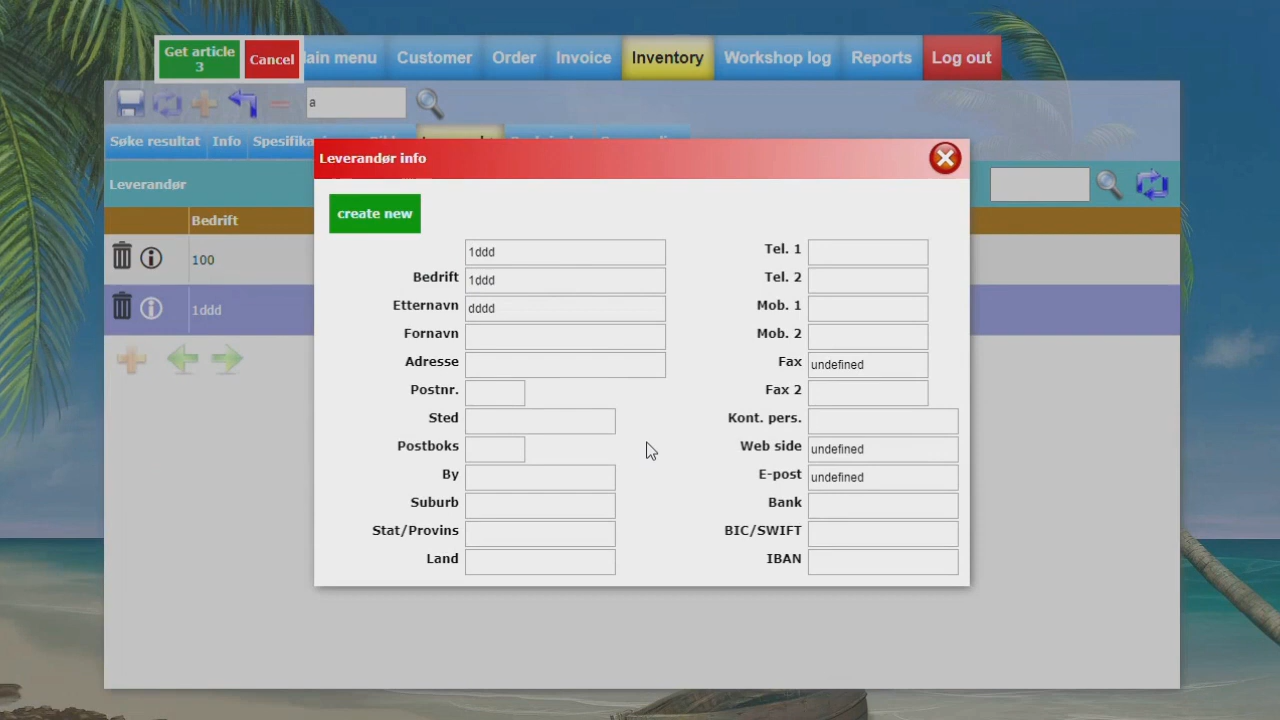 Get article
3
Cancel
ain menu
Customer
Order
Invoice
Inventory
Workshop log
Reports
Log out
a
Søke resultat
Info
Leverandør info
Leverandør
Bedrift
create new
100
1ddd
1ddd
Bedrift 1ddd
Etternavn dddd
Fornavn
Adresse
Postnr.
Sted
Postboks
By
Suburb
Stat/Provins
Land
Tel. 1
Tel. 2
Mob. 1
Mob. 2
Fax undefined
Fax 2
Kont. pers.
Web side undefined
E-post undefined
Bank
BIC/SWIFT
IBAN